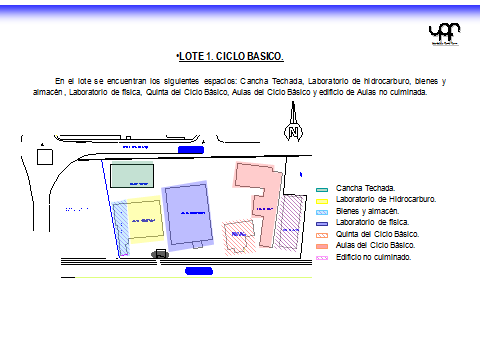 •LOTE 1. CICLO BASICO.
En el lote se encuentran los siguientes espacios: Cancha Techada, Laboratorio de hidrocarburo, bienes y
almacén, Laboratorio de física, Quinta del Ciclo Básico, Aulas del Ciclo Básico y edificio de Aulas no culminada.
N
Cancha Techada.
Laboratorio de Hidrocarburo.
Bienes y almacén.
Laboratorio de física.
Quinta del Ciclo Básico.
Aulas del Ciclo Básico.
Edificio no culminado.